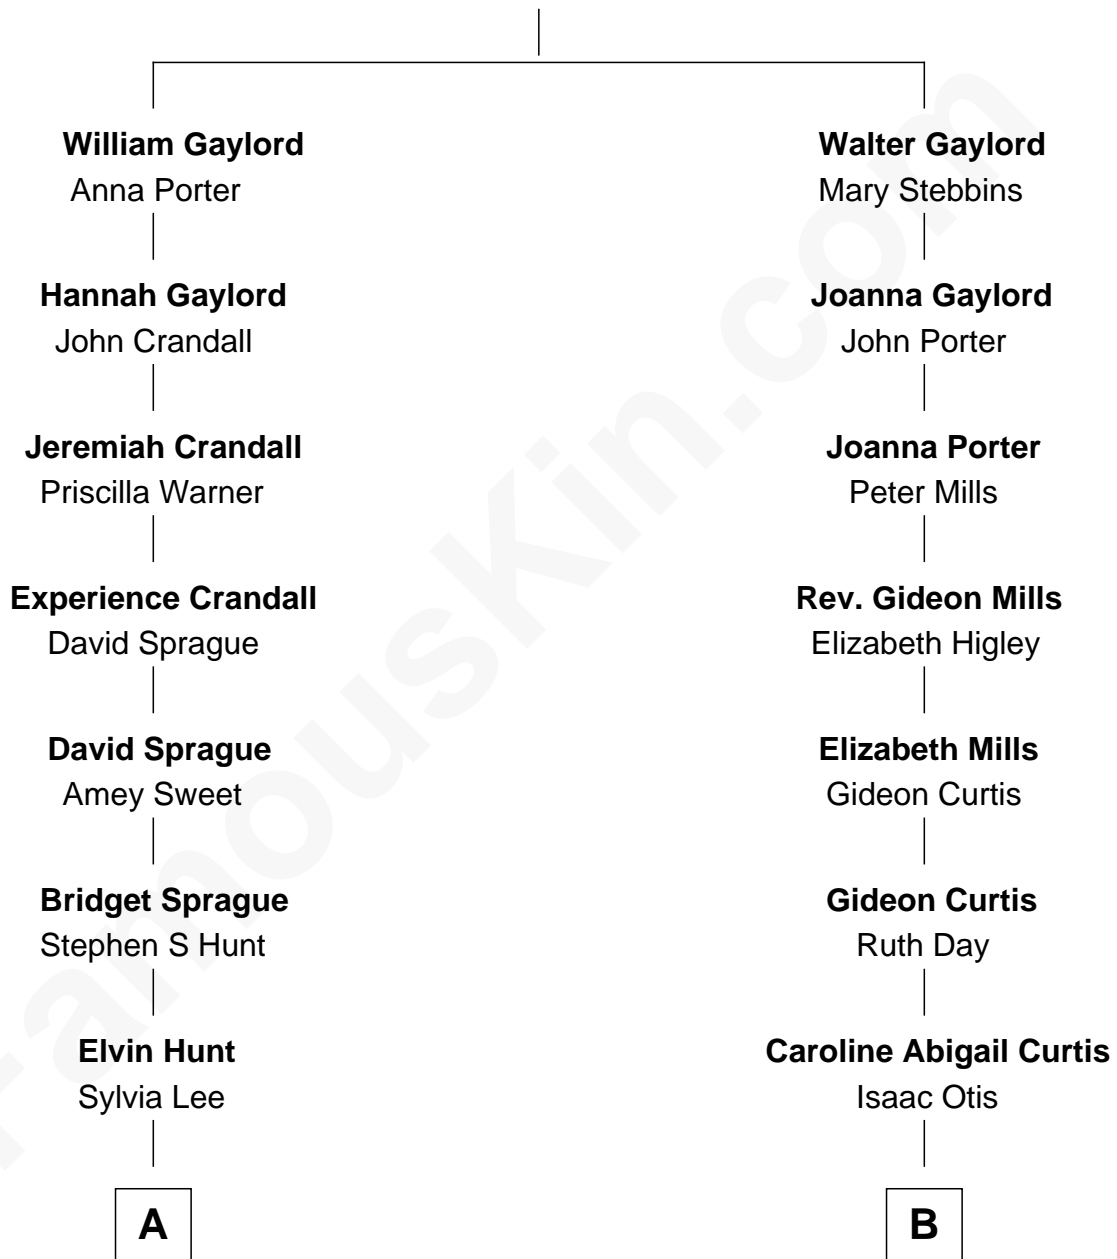 William Gaylord
Anna Porter
Hannah Gaylord
John Crandall
Jeremiah Crandall
Priscilla Warner
Experience Crandall
David Sprague
David Sprague
Amey Sweet
Bridget Sprague
Stephen S Hunt
Elvin Hunt
Sylvia Lee
A
Walter Gaylord
Mary Stebbins
Joanna Gaylord
John Porter
Joanna Porter
Peter Mills
Rev. Gideon Mills
Elizabeth Higley
Elizabeth Mills
Gideon Curtis
Gideon Curtis
Ruth Day
Caroline Abigail Curtis
Isaac Otis
B
FamousKin.com